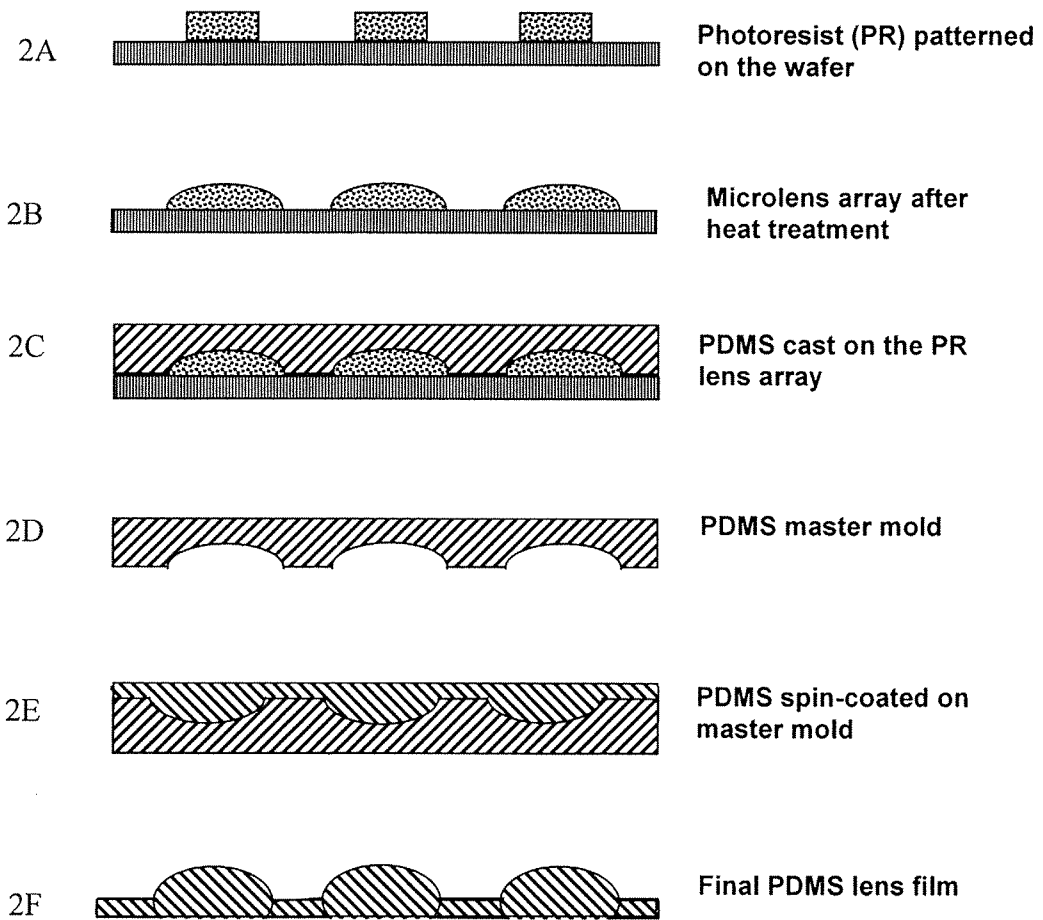 2A
Photoresist (PR) patterned
on the wafer
2B
Microlens array after
heat treatment
2C
PDMS cast on the PR
lens array
2D
PDMS master mold
2E
PDMS spin-coated on
master mold
2F
Final PDMS lens film